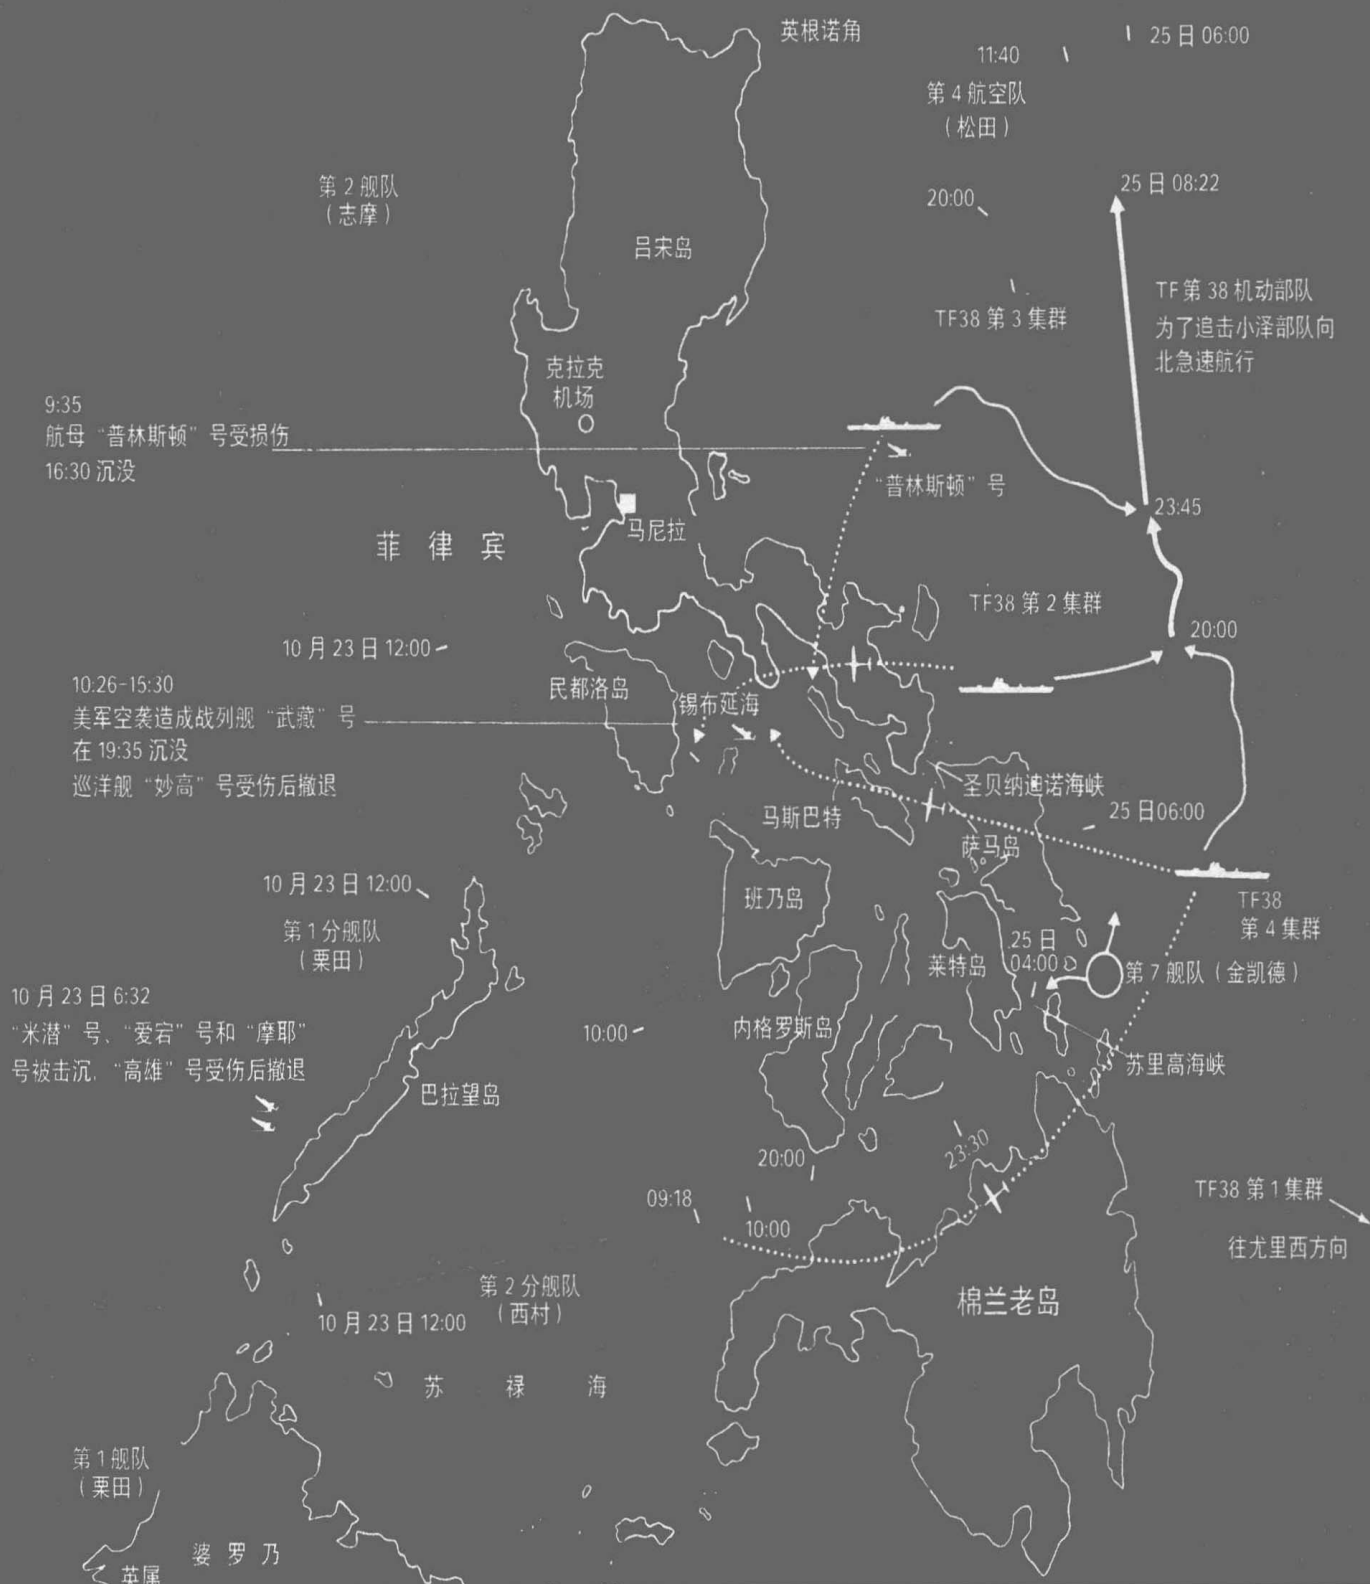 英根诺角
25日06:00
11:40
第4航空队
(松田)
第2舰队
(志摩)
20:00
25日08:22
吕宋岛
TF38第3集群
TF第38机动部队
为了追击小泽部队向
北急速航行
克拉克
机场
9:35
航母“普林斯顿”号受损伤
16:30沉没
“普林斯顿”号
23:45
马尼拉
菲律宾
TF38第2集群
20:00
10月23日12:00
10:26-15:30
美军空袭造成战列舰“武藏”号
在19:35沉没
巡洋舰“妙高”号受伤后撤退
民都洛岛
锡布延海
圣贝纳迪诺海峡
马斯巴特
25日06:00
萨马岛
10月23日12:00
第1分舰队
(栗田)
班乃岛
TF38
第4集群
莱特岛
25日
04:00
第7舰队(金凯德)
10月23日6:32
“米潜”号、“爱宕”号和“摩耶”
号被击沉,“高雄”号受伤后撤退
10:00
内格罗斯岛
苏里高海峡
巴拉望岛
20:00
23:30
09:18
10:00
TF38第1集群
往尤里西方向
第2分舰队
(西村)
10月23日12:00
棉兰老岛
苏禄海
第1舰队
(栗田)
婆罗乃
英属